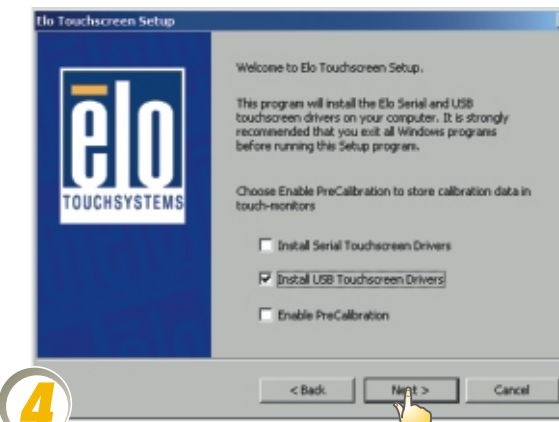 Elo Touchscreen Setup
elo
TOUCHSYSTEMS
Welcome to Elo Touchscreen Setup.
This program will install the Elo Serial and USB
touchscreen drivers on your computer. It is strongly
recommended that you exit all Windows programs
before running this Setup program.
Choose Enable PreCalibration to store calibration data in
touch-monitors
Install Serial Touchscreen Drivers
Install USB Touchscreen Drivers
Enable PreCalibration
< Back
Next >
Cancel
4